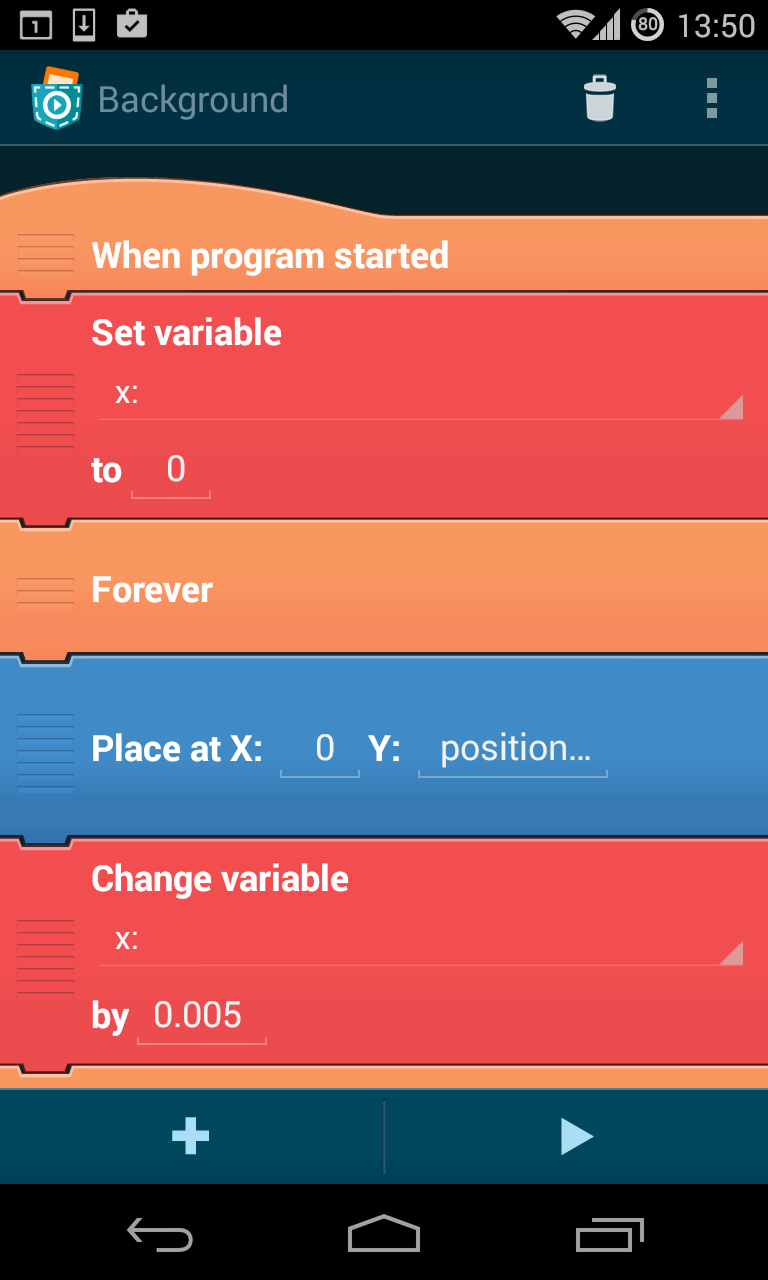 1 80 13:50
Background
When program started
Set variable
x:
to 0
Forever
Place at X: 0 Y: position...
Change variable
x:
by 0.005